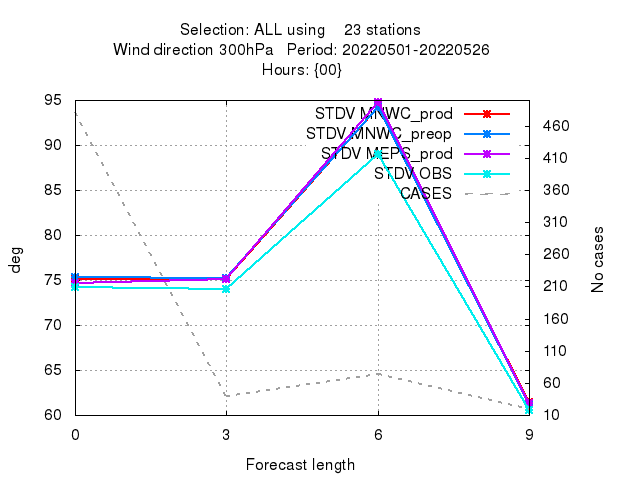 Selection: ALL using 23 stations
Wind direction 300hPa Period: 20220501-20220526
Hours: {00}
95
90
85
80
75
70
65
60
deg
STDV MNWC_prod
STDV MNWC_preop
STDV MEPS_prod
STDV OBS
CASES
460
410
360
310
260
210
160
110
60
10
No cases
0 3 6 9
Forecast length